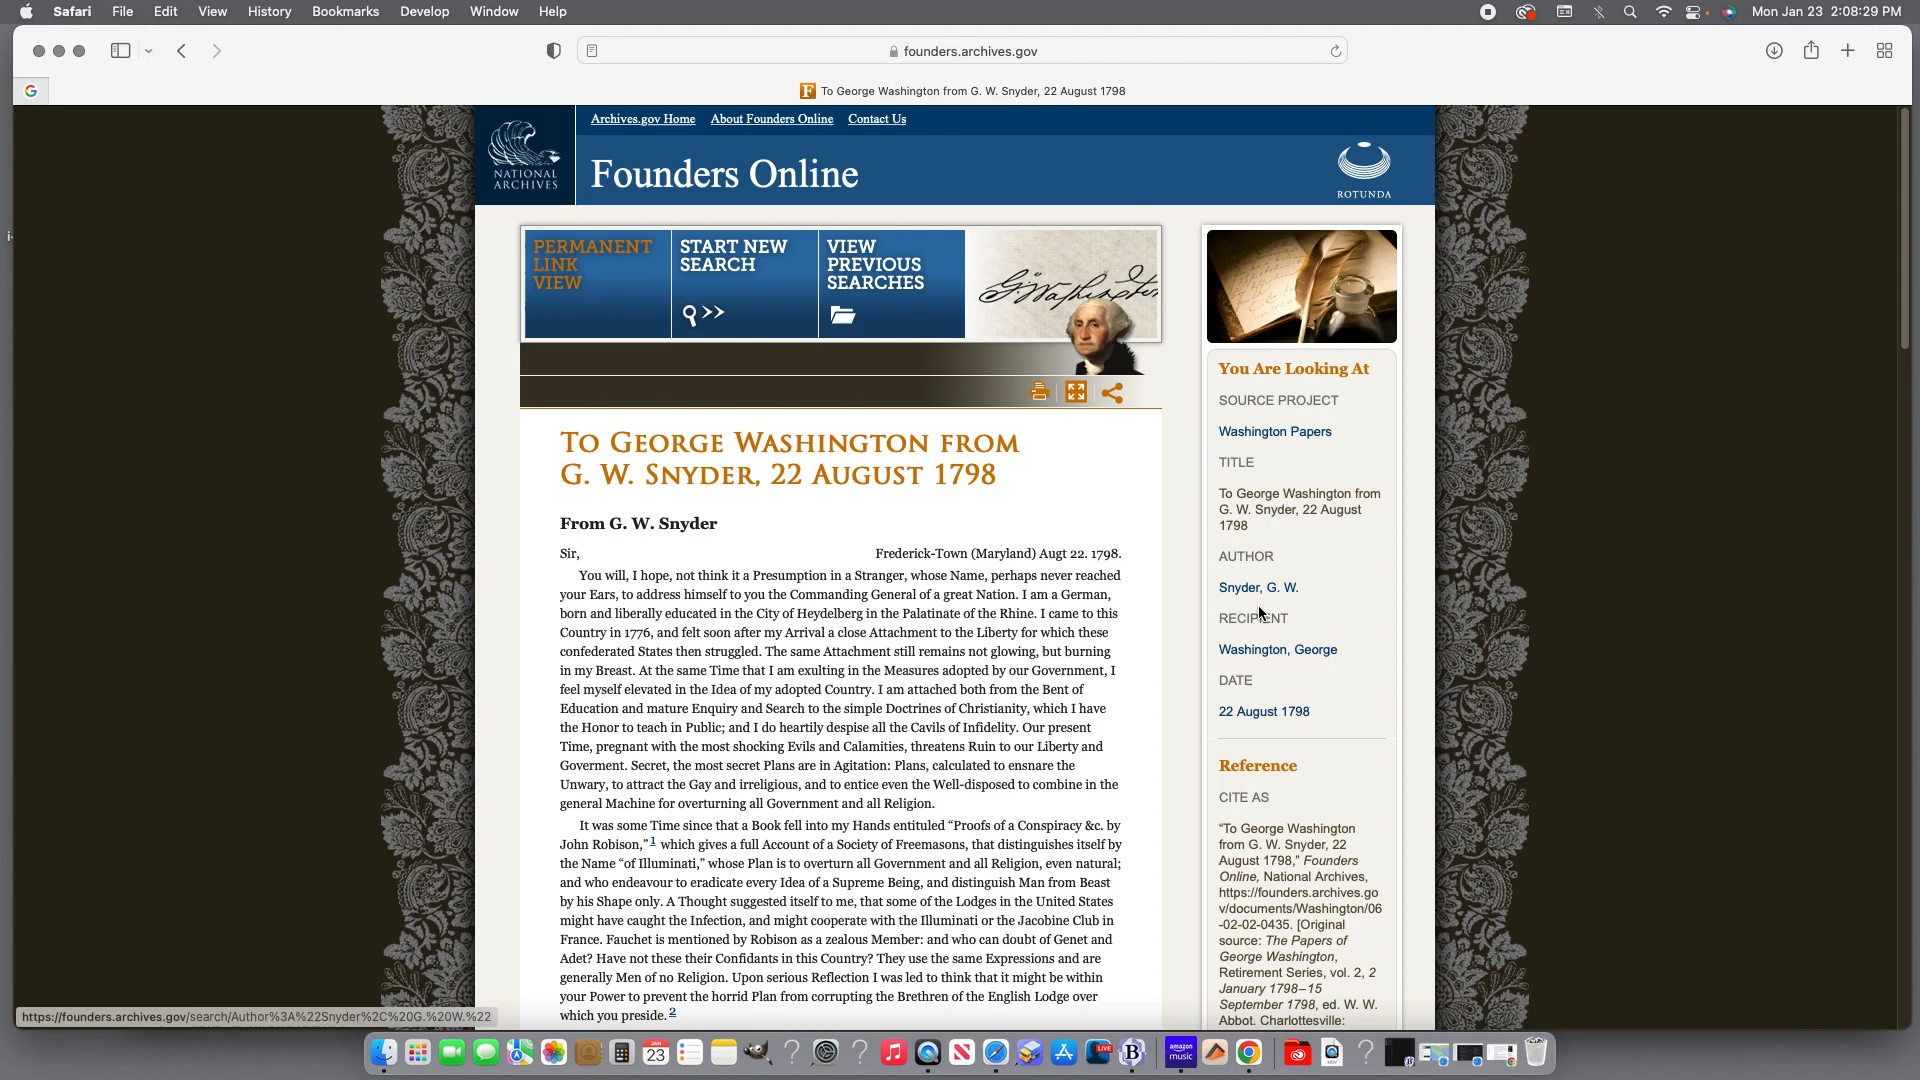 Safari File Edit View History Bookmarks Develop Window Help
Mon Jan 23 2:08:29 PM
founders.archives.gov
To George Washington from G. W. Snyder, 22 August 1798
Archives.gov Home About Founders Online Contact Us
NATIONAL
ARCHIVES
Founders Online
ROTUNDA
PERMANENT
LINK
VIEW
START NEW
SEARCH
VIEW
PREVIOUS
SEARCHES
G. Washington
TO GEORGE WASHINGTON FROM
G. W. SNYDER, 22 AUGUST 1798
From G. W. Snyder
Sir, Frederick-Town (Maryland) Augt 22. 1798.
You will, I hope, not think it a Presumption in a Stranger, whose Name, perhaps never reached
your Ears, to address himself to you the Commanding General of a great Nation. I am a German,
born and liberally educated in the City of Heydelberg in the Palatinate of the Rhine. I came to this
Country in 1776, and felt soon after my Arrival a close Attachment to the Liberty for which these
confederated States then struggled. The same Attachment still remains not glowing, but burning
in my Breast. At the same Time that I am exulting in the Measures adopted by our Government, I
feel myself elevated in the Idea of my adopted Country. I am attached both from the Bent of
Education and mature Enquiry and Search to the simple Doctrines of Christianity, which I have
the Honor to teach in Public; and I do heartily despise all the Cavils of Infidelity. Our present
Time, pregnant with the most shocking Evils and Calamities, threatens Ruin to our Liberty and
Goverment. Secret, the most secret Plans are in Agitation: Plans, calculated to ensnare the
Unwary, to attract the Gay and irreligious, and to entice even the Well-disposed to combine in the
general Machine for overturning all Government and all Religion.
It was some Time since that a Book fell into my Hands entituled “Proofs of a Conspiracy &c. by
John Robison,”1 which gives a full Account of a Society of Freemasons, that distinguishes itself by
the Name “of Illuminati,” whose Plan is to overturn all Government and all Religion, even natural;
and who endeavour to eradicate every Idea of a Supreme Being, and distinguish Man from Beast
by his Shape only. A Thought suggested itself to me, that some of the Lodges in the United States
might have caught the Infection, and might cooperate with the Illuminati or the Jacobine Club in
France. Fauchet is mentioned by Robison as a zealous Member: and who can doubt of Genet and
Adet? Have not these their Confidants in this Country? They use the same Expressions and are
generally Men of no Religion. Upon serious Reflection I was led to think that it might be within
your Power to prevent the horrid Plan from corrupting the Brethren of the English Lodge over
which you preside.2
You Are Looking At
SOURCE PROJECT
Washington Papers
TITLE
To George Washington from
G. W. Snyder, 22 August
1798
AUTHOR
Snyder, G. W.
RECIPIENT
Washington, George
DATE
22 August 1798
Reference
CITE AS
“To George Washington
from G. W. Snyder, 22
August 1798,” Founders
Online, National Archives,
https://founders.archives.go
v/documents/Washington/06
-02-02-0435. [Original
source: The Papers of
George Washington,
Retirement Series, vol. 2, 2
January 1798–15
September 1798, ed. W. W.
Abbot. Charlottesville:
https://founders.archives.gov/search/Author%3A%22Snyder%2C%20G.%20W.%22
JAN
23
LIVE
B
amazon
music